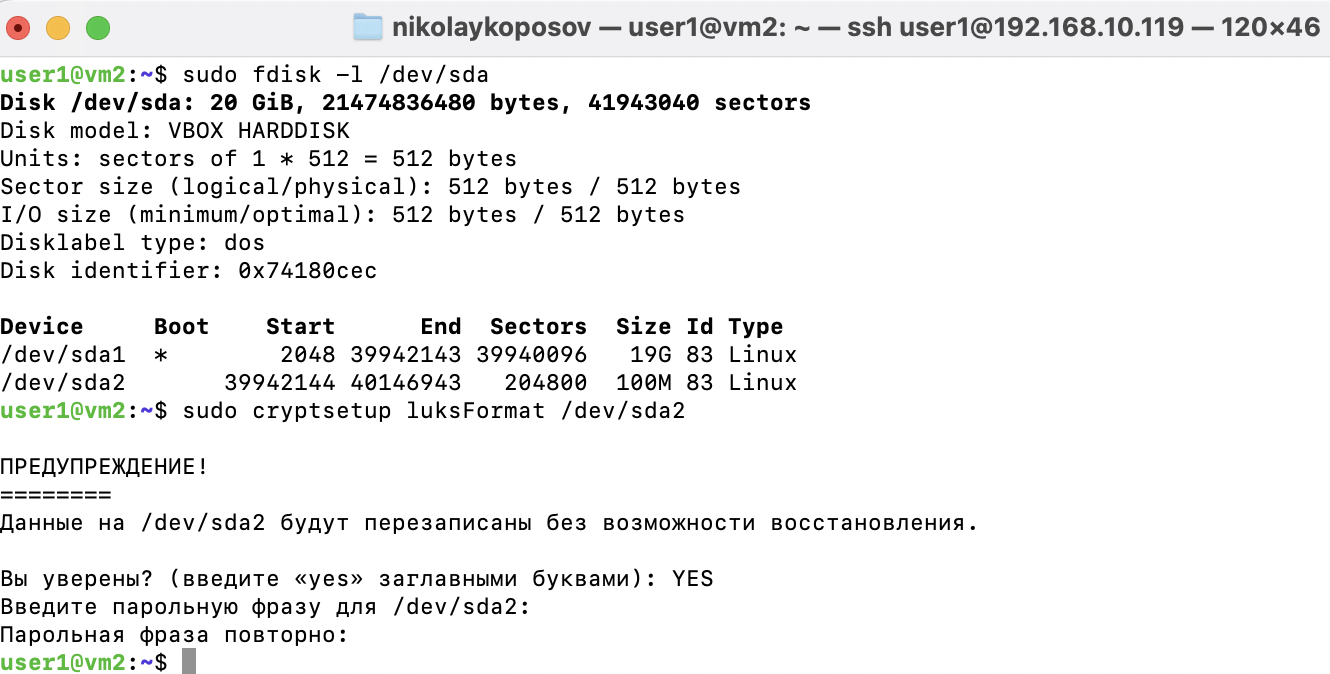 nikolaykoposov — user1@vm2: ~ — ssh user1@192.168.10.119 — 120×46
user1@vm2:~$ sudo fdisk -l /dev/sda
Disk /dev/sda: 20 GiB, 21474836480 bytes, 41943040 sectors
Disk model: VBOX HARDDISK
Units: sectors of 1 * 512 = 512 bytes
Sector size (logical/physical): 512 bytes / 512 bytes
I/O size (minimum/optimal): 512 bytes / 512 bytes
Disklabel type: dos
Disk identifier: 0x74180cec
Device     Boot    Start      End  Sectors  Size Id Type
/dev/sda1  *        2048 39942143 39940096   19G 83 Linux
/dev/sda2       39942144 40146943   204800  100M 83 Linux
user1@vm2:~$ sudo cryptsetup luksFormat /dev/sda2
ПРЕДУПРЕЖДЕНИЕ!
========
Данные на /dev/sda2 будут перезаписаны без возможности восстановления.
Вы уверены? (введите «yes» заглавными буквами): YES
Введите парольную фразу для /dev/sda2:
Парольная фраза повторно:
user1@vm2:~$